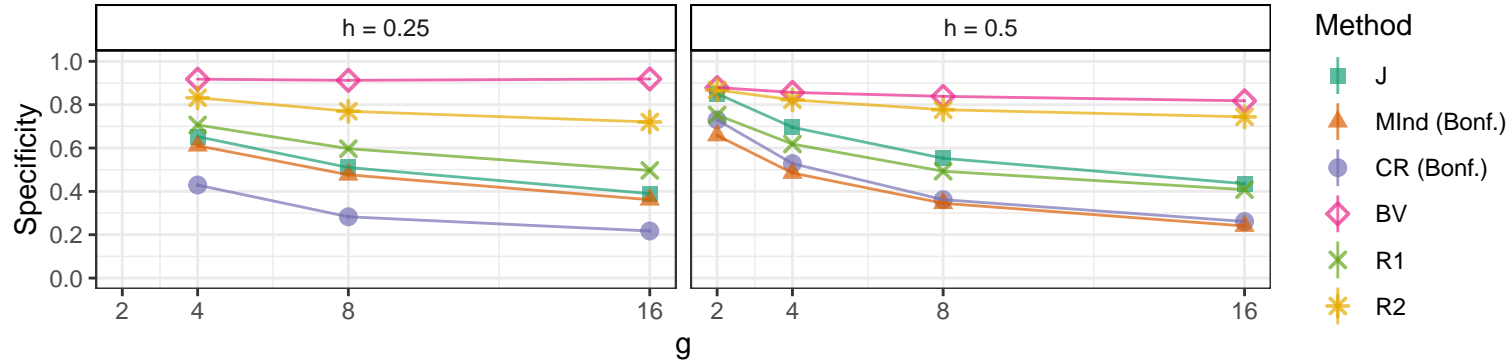 h = 0.25
h = 0.5
Specificity
1.0
0.8
0.6
0.4
0.2
0.0
2 4 8 16
2 4 8 16
g
Method
J
MInd (Bonf.)
CR (Bonf.)
BV
R1
R2